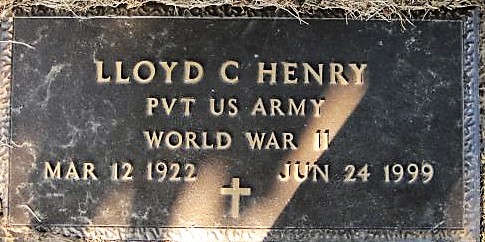 LLOYD C HENRY
PVT US ARMY
WORLD WAR II
MAR 12 1922 JUN 24 1999